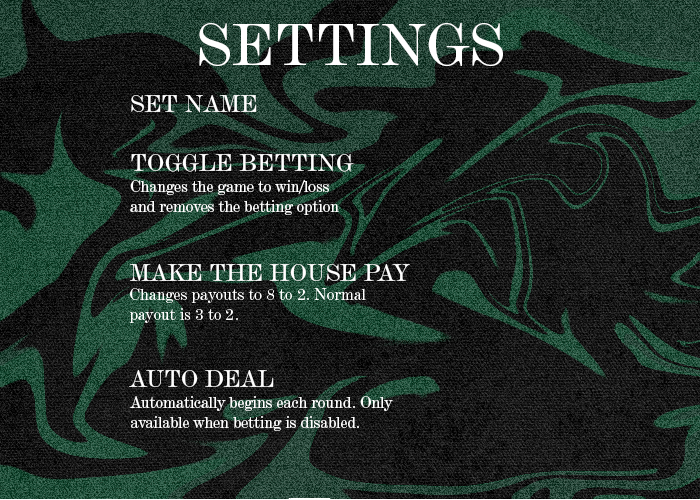 SETTINGS
SET NAME
TOGGLE BETTING
Changes the game to win/loss
and removes the betting option
MAKE THE HOUSE PAY
Changes payouts to 8 to 2. Normal
payout is 3 to 2.
AUTO DEAL
Automatically begins each round. Only
available when betting is disabled.